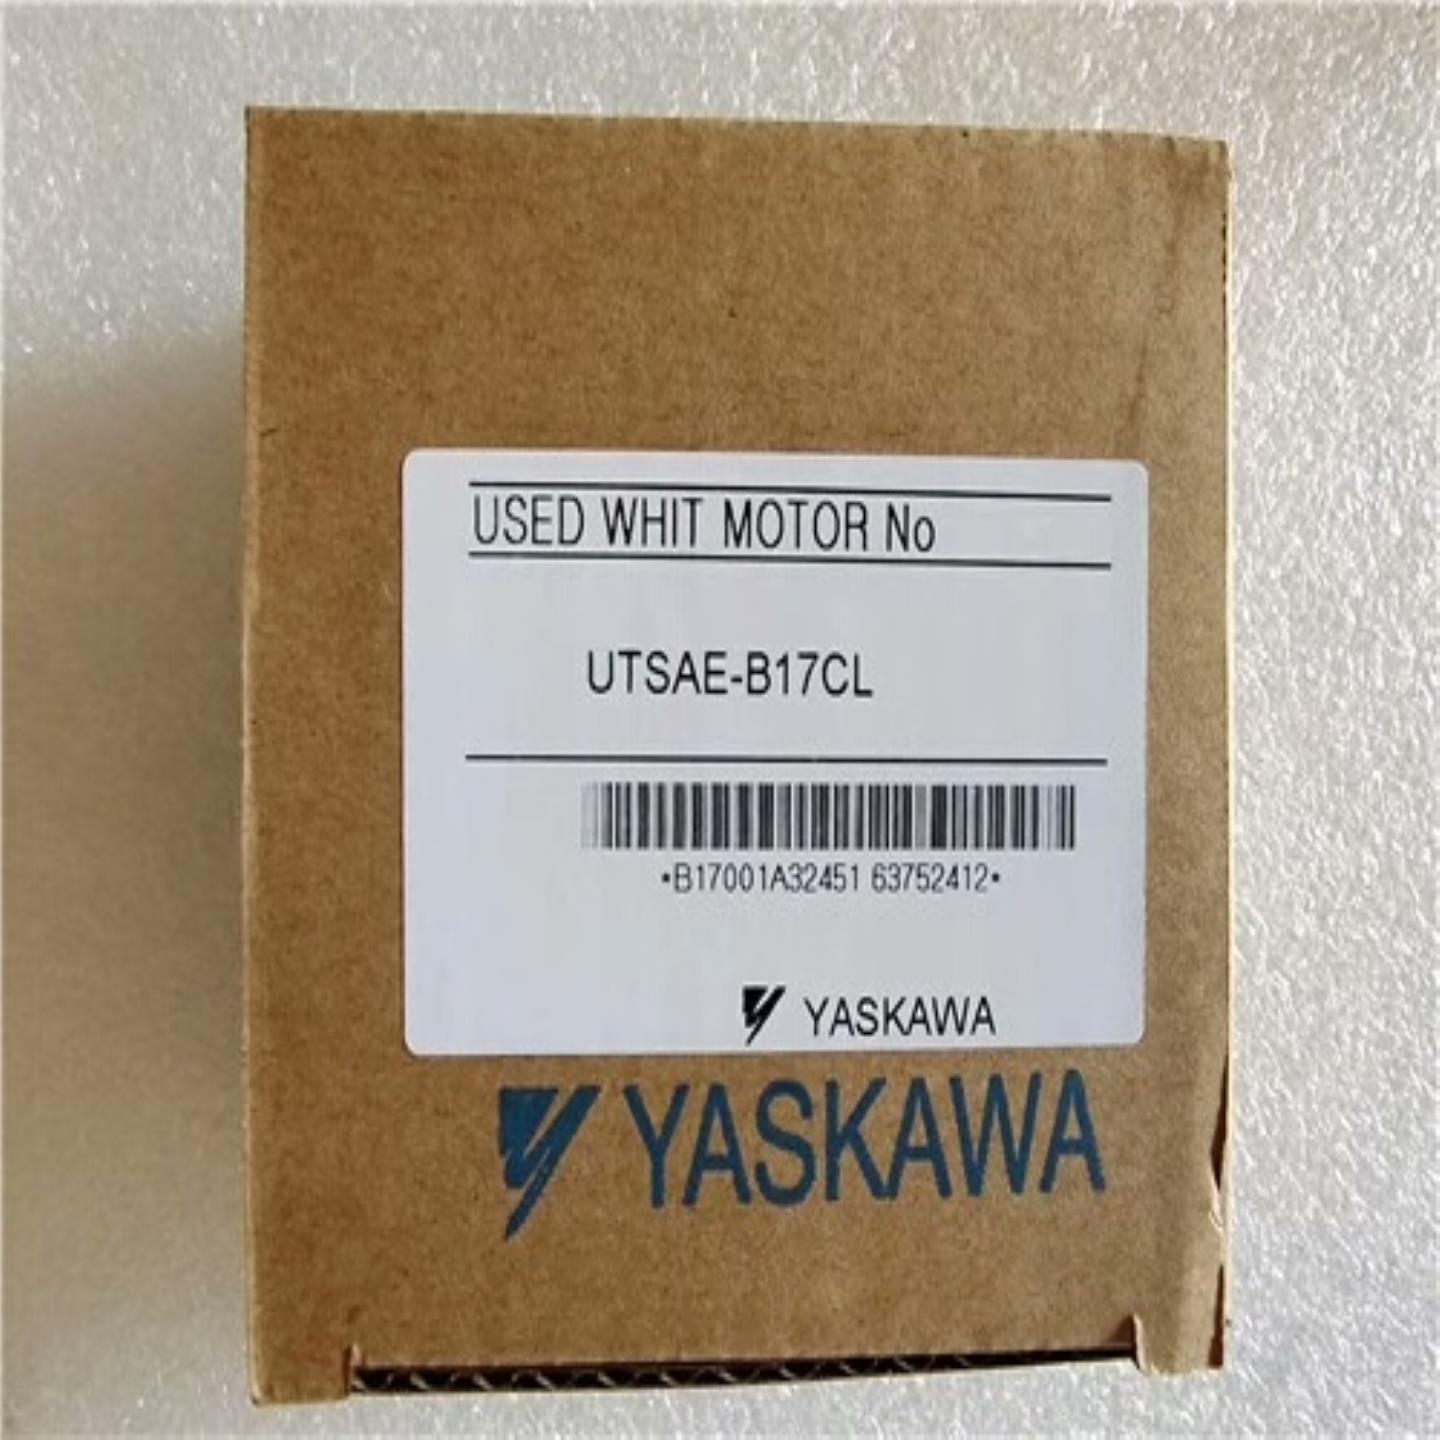 USED WHIT MOTOR No
UTSAE-B17CL
•B17001A32451 63752412•
YASKAWA
YASKAWA